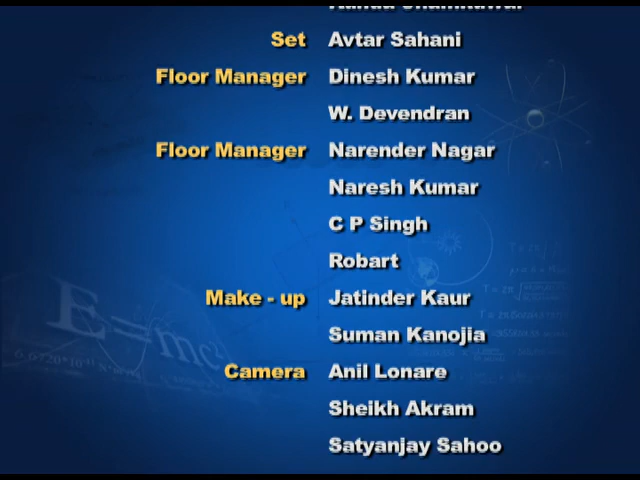 Set Avtar Sahani
Floor Manager Dinesh Kumar
W. Devendran
Floor Manager Narender Nagar
Naresh Kumar
C P Singh
Robart
Make - up Jatinder Kaur
Suman Kanojia
Camera Anil Lonare
Sheikh Akram
Satyanjay Sahoo
E=mc²